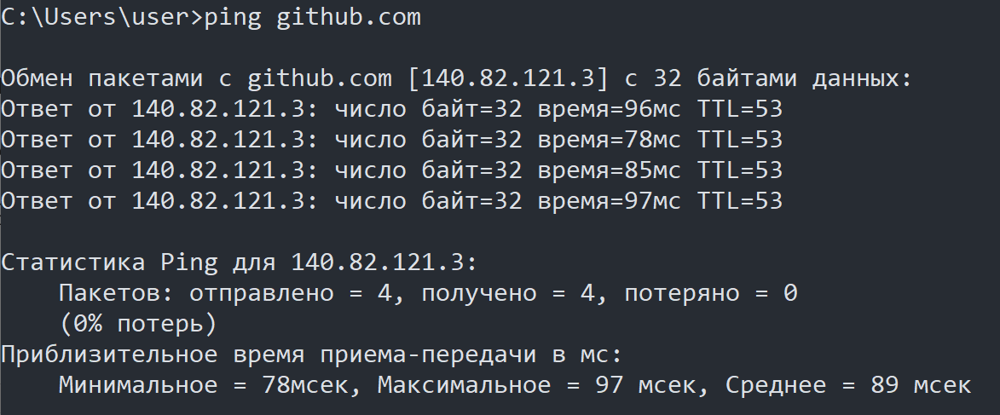 C:\Users\user>ping github.com
Обмен пакетами с github.com [140.82.121.3] с 32 байтами данных:
Ответ от 140.82.121.3: число байт=32 время=96мс TTL=53
Ответ от 140.82.121.3: число байт=32 время=78мс TTL=53
Ответ от 140.82.121.3: число байт=32 время=85мс TTL=53
Ответ от 140.82.121.3: число байт=32 время=97мс TTL=53
Статистика Ping для 140.82.121.3:
Пакетов: отправлено = 4, получено = 4, потеряно = 0
(0% потерь)
Приблизительное время приема-передачи в мс:
Минимальное = 78мсек, Максимальное = 97 мсек, Среднее = 89 мсек